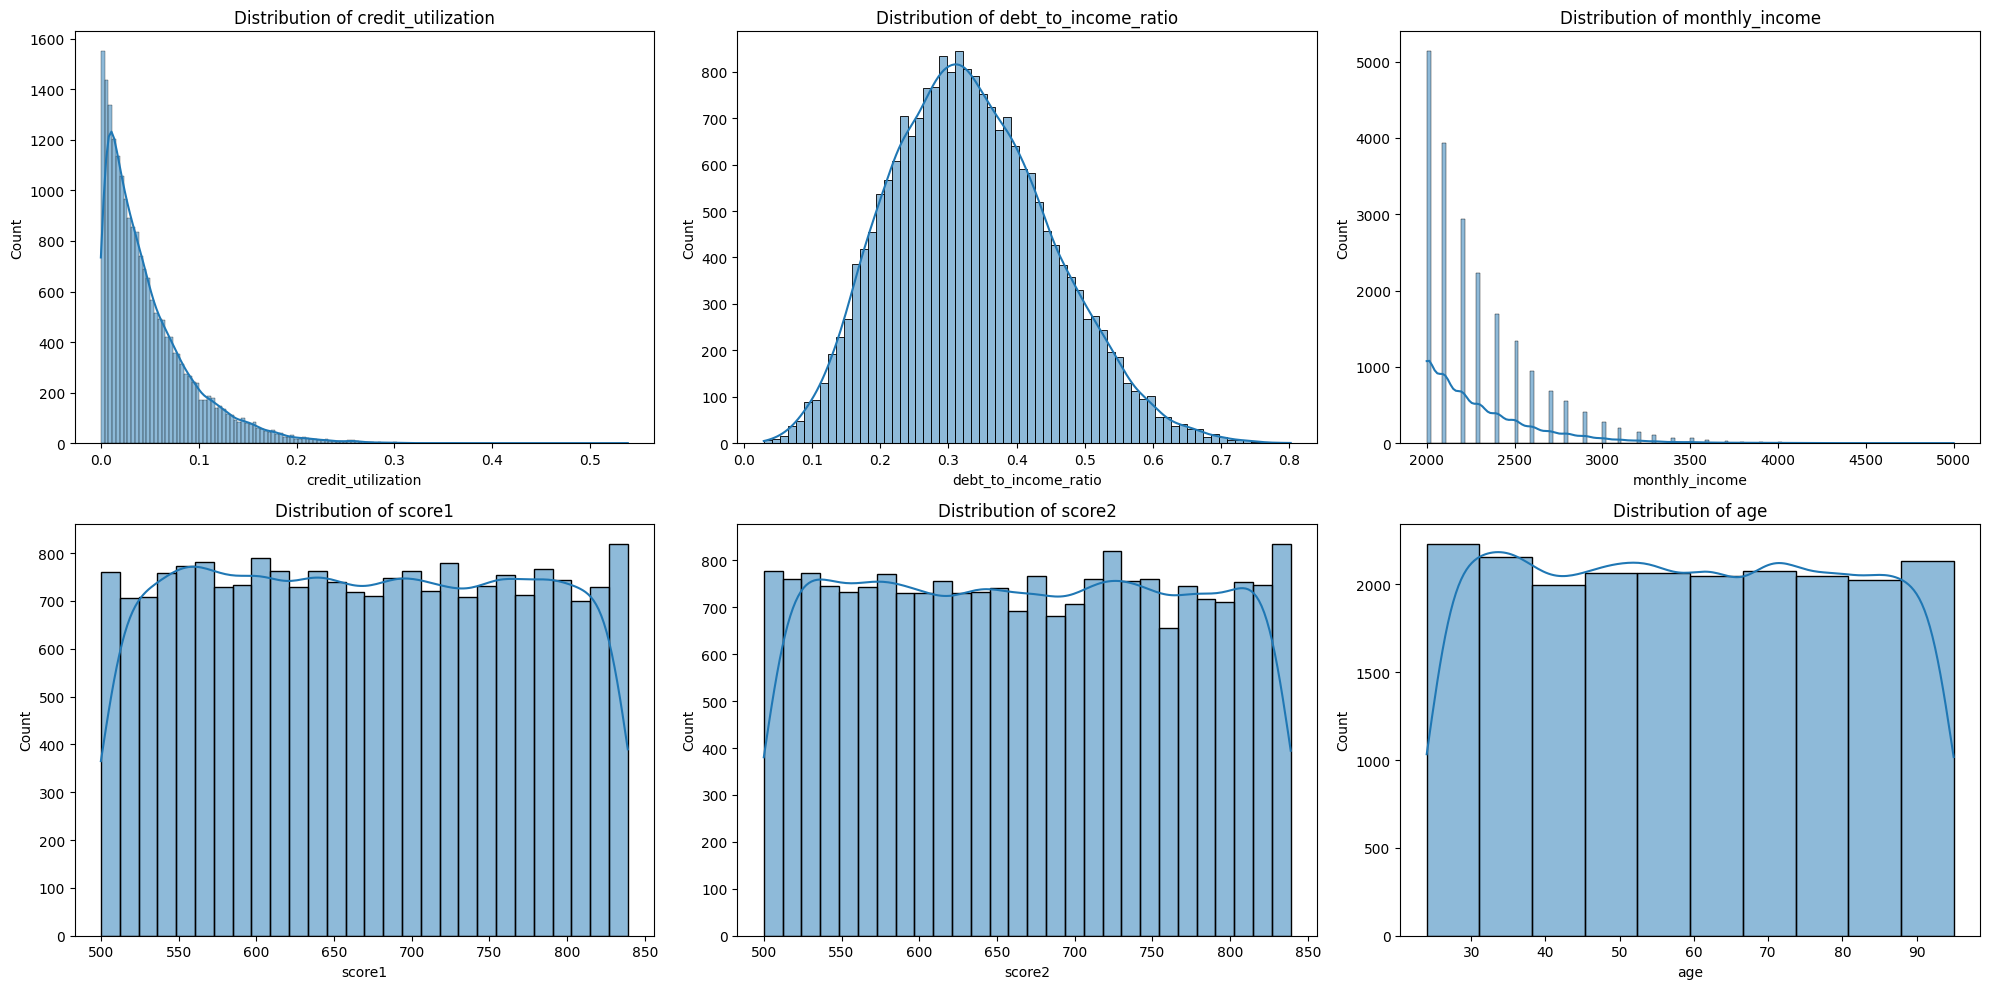 Distribution of credit_utilization
1600
1400
1200
1000
800
600
400
200
0
Count
0.0 0.1 0.2 0.3 0.4 0.5
credit_utilization
Distribution of debt_to_income_ratio
800
700
600
500
400
300
200
100
0
Count
0.0 0.1 0.2 0.3 0.4 0.5 0.6 0.7 0.8
debt_to_income_ratio
Distribution of monthly_income
5000
4000
3000
2000
1000
0
Count
2000 2500 3000 3500 4000 4500 5000
monthly_income
Distribution of score1
800
700
600
500
400
300
200
100
0
Count
500 550 600 650 700 750 800 850
score1
Distribution of score2
800
700
600
500
400
300
200
100
0
Count
500 550 600 650 700 750 800 850
score2
Distribution of age
2000
1500
1000
500
0
Count
30 40 50 60 70 80 90
age